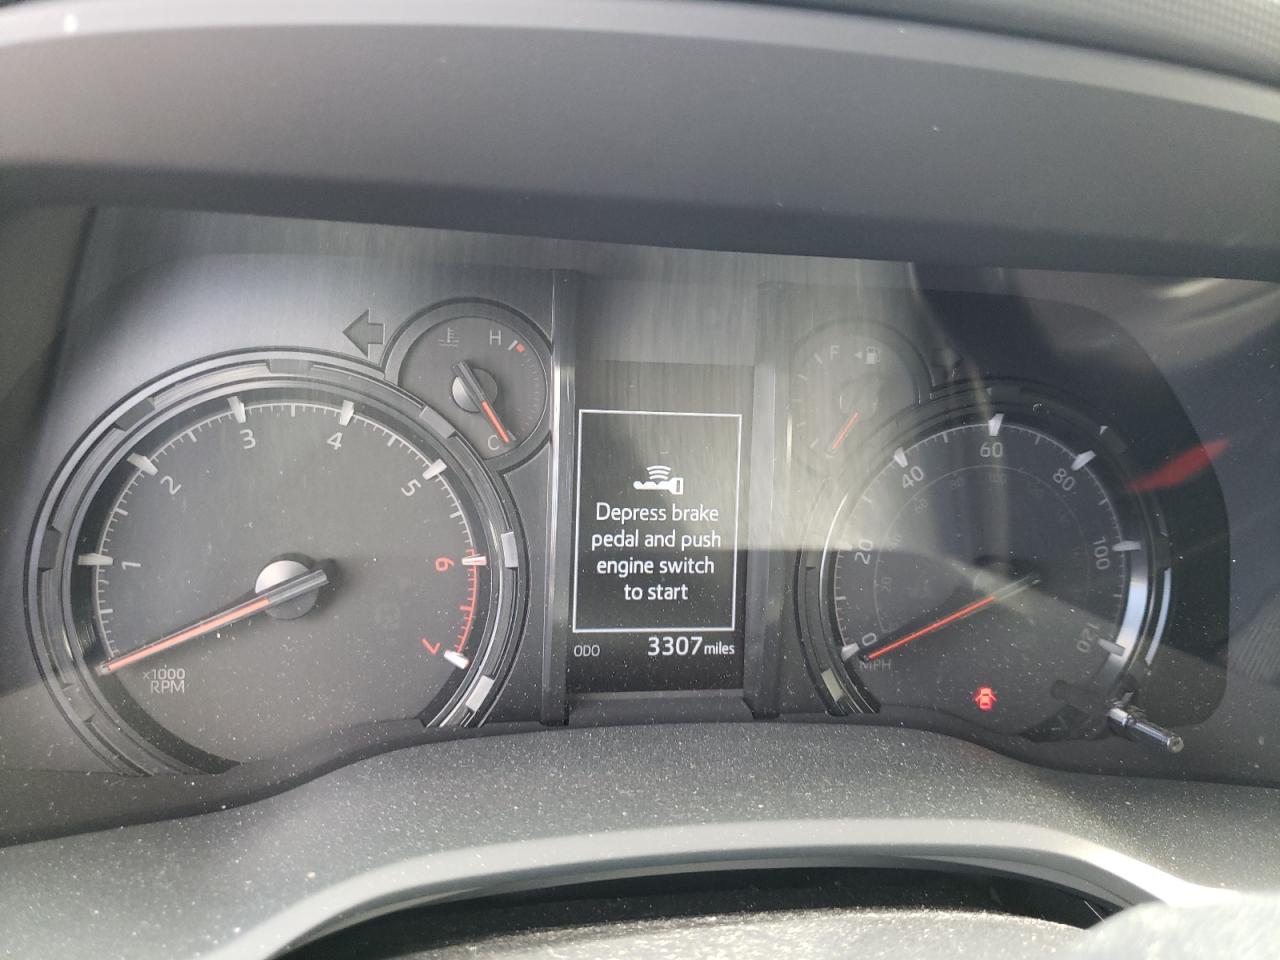 H
C
F
1
2
3
4
5
6
7
x1000
RPM
Depress brake
pedal and push
engine switch
to start
ODO 3307 miles
0
20
40
60
80
100
120
MPH